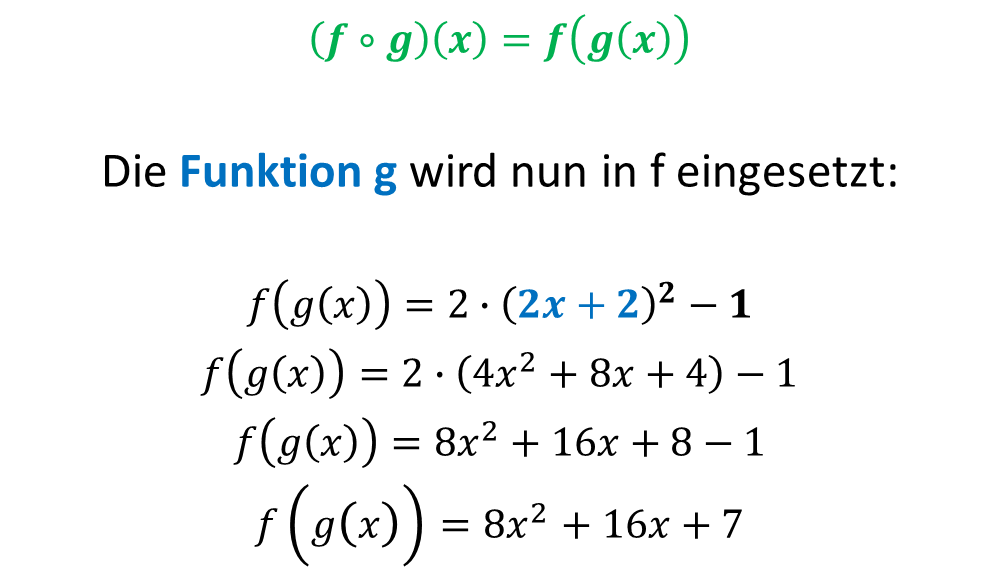 (f ∘ g)(x) = f(g(x))
Die Funktion g wird nun in f eingesetzt:
f(g(x)) = 2 · (2x + 2)² − 1
f(g(x)) = 2 · (4x² + 8x + 4) − 1
f(g(x)) = 8x² + 16x + 8 − 1
f(g(x)) = 8x² + 16x + 7